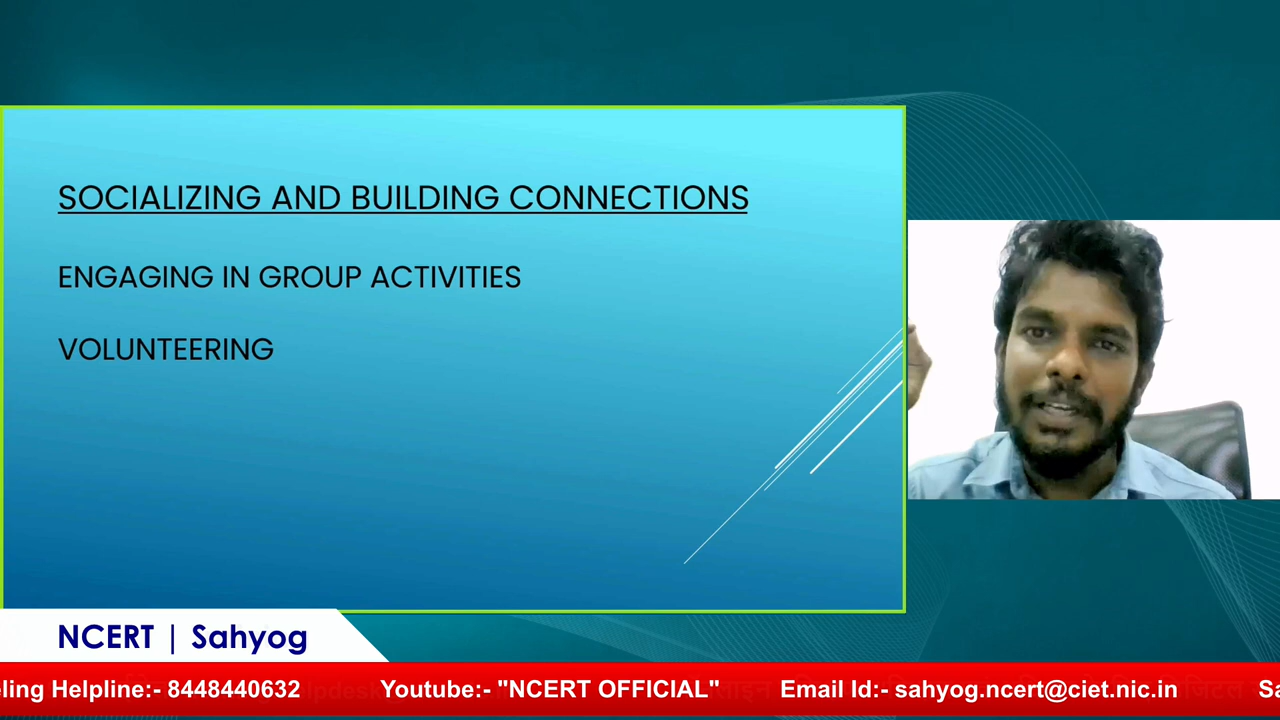 SOCIALIZING AND BUILDING CONNECTIONS
ENGAGING IN GROUP ACTIVITIES
VOLUNTEERING
NCERT | Sahyog
ling Helpline:- 8448440632 Youtube:- "NCERT OFFICIAL" Email Id:- sahyog.ncert@ciet.nic.in